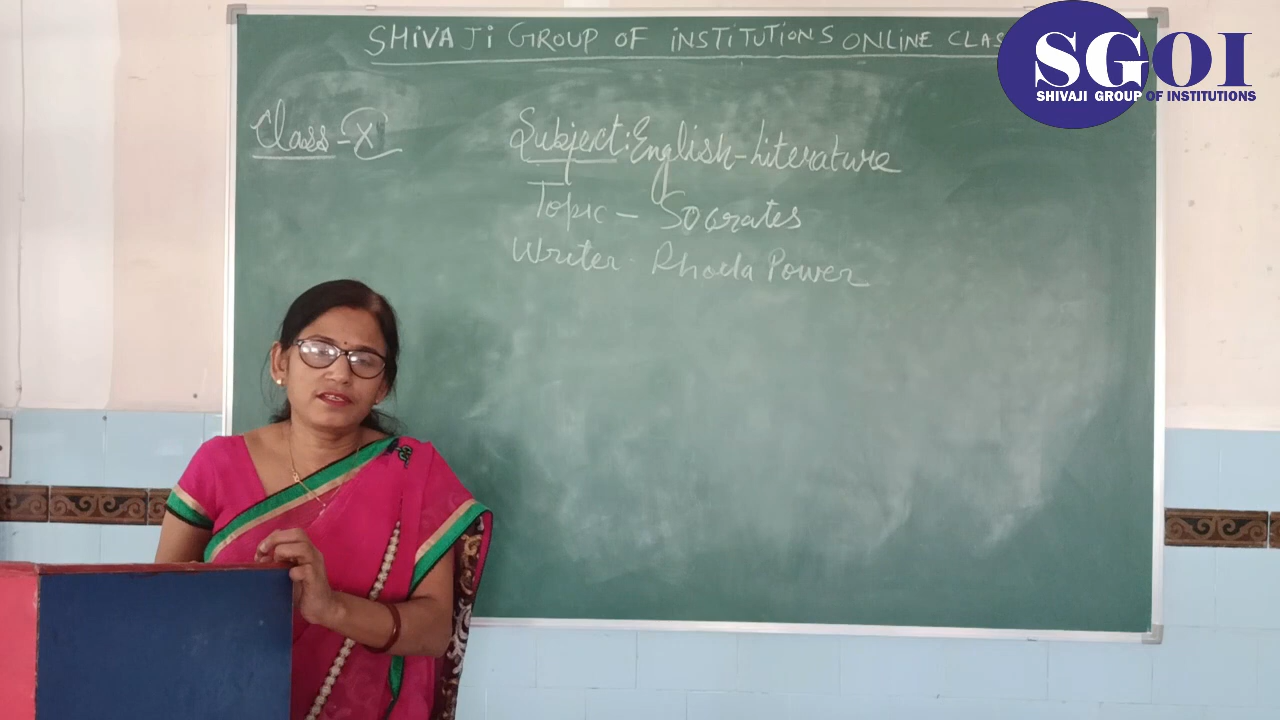 SHiVAJi GROUP OF iNSTiTUTiONS ONLiNE CLAS
SGOI
SHIVAJI GROUP OF INSTITUTIONS
Class - X
Subject: English - Literature
Topic - Socrates
Writer - Rhoda Power